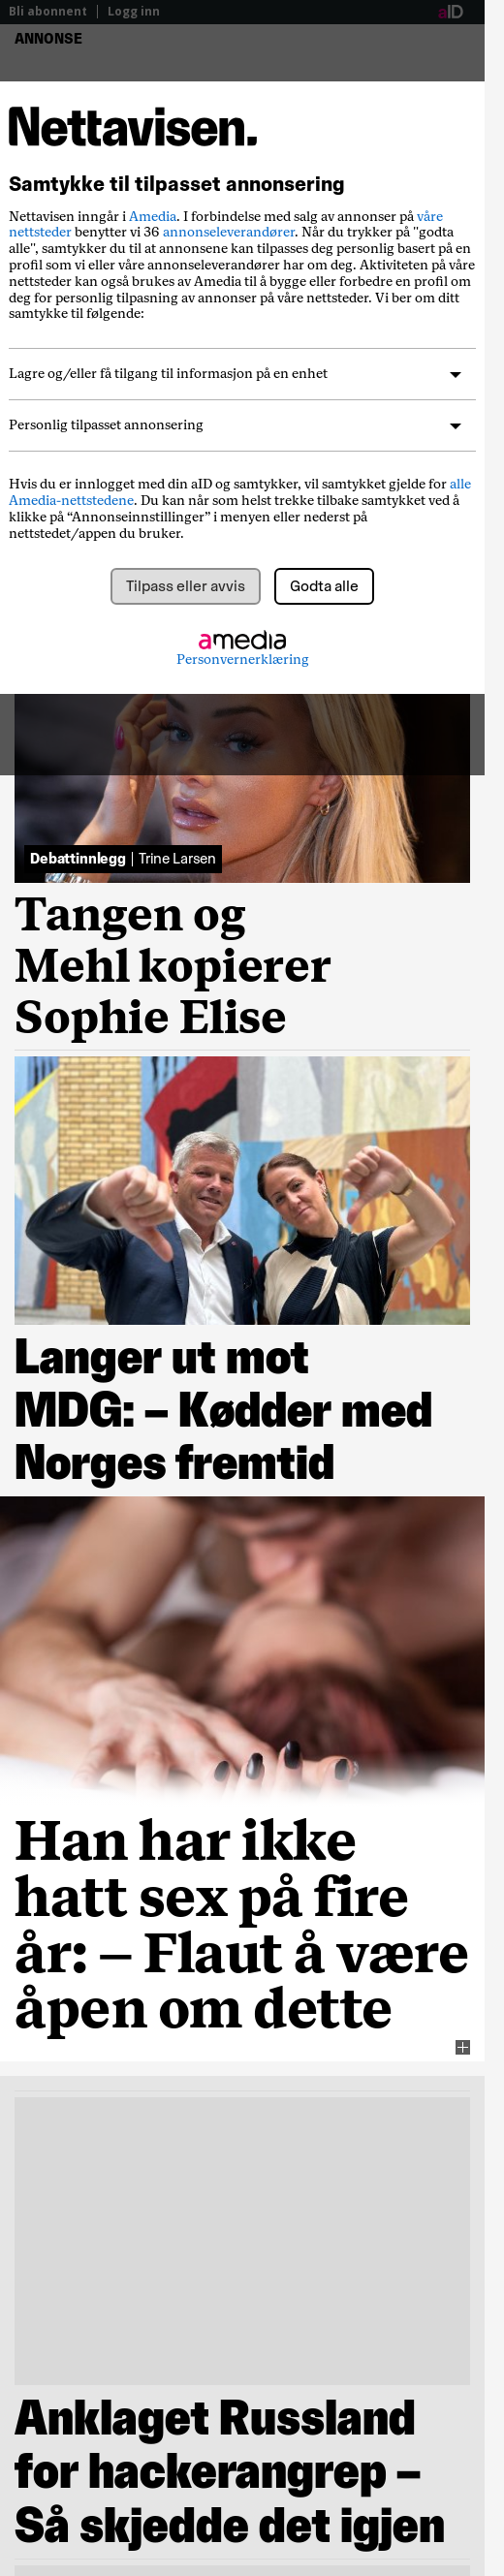 Bli abonnent | Logg inn
aID
ANNONSE
Nettavisen.
Samtykke til tilpasset annonsering
Nettavisen inngår i Amedia. I forbindelse med salg av annonser på våre
nettsteder benytter vi 36 annonseleverandører. Når du trykker på "godta
alle", samtykker du til at annonsene kan tilpasses deg personlig basert på en
profil som vi eller våre annonseleverandører har om deg. Aktiviteten på våre
nettsteder kan også brukes av Amedia til å bygge eller forbedre en profil om
deg for personlig tilpasning av annonser på våre nettsteder. Vi ber om ditt
samtykke til følgende:
Lagre og/eller få tilgang til informasjon på en enhet
Personlig tilpasset annonsering
Hvis du er innlogget med din aID og samtykker, vil samtykket gjelde for alle
Amedia-nettstedene. Du kan når som helst trekke tilbake samtykket ved å
klikke på “Annonseinnstillinger” i menyen eller nederst på
nettstedet/appen du bruker.
Tilpass eller avvis
Godta alle
amedia
Personvernerklæring
Debattinnlegg | Trine Larsen
Tangen og
Mehl kopierer
Sophie Elise
Langer ut mot
MDG: – Kødder med
Norges fremtid
Han har ikke
hatt sex på fire
år: – Flaut å være
åpen om dette
Anklaget Russland
for hackerangrep –
Så skjedde det igjen